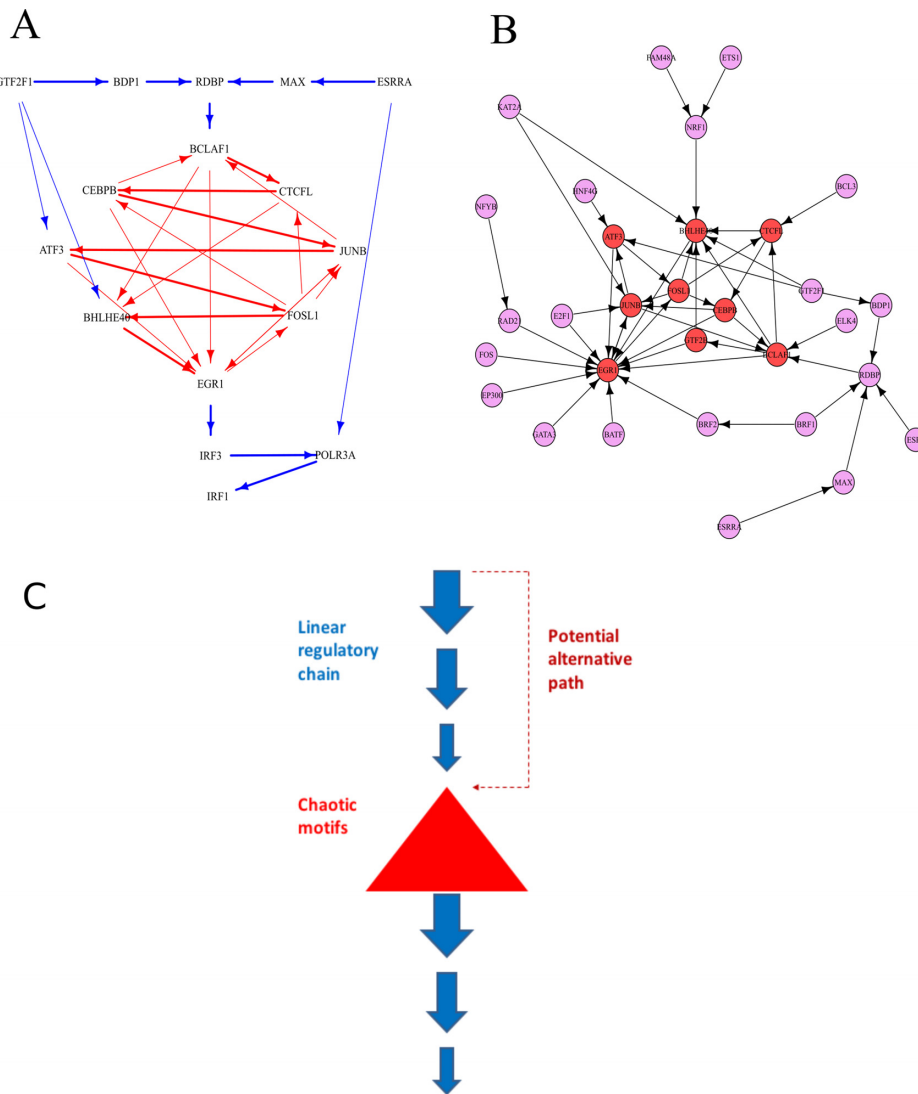 A
GTF2F1 BDP1 RDBP MAX ESRRA
BCLAF1
CEBPB CTCFL
ATF3 JUNB
BHLHE40 FOSL1
EGR1
IRF3 POLR3A
IRF1
B
FAM48A ETS1
KAT2A
NRF1
HNF4G BCL3
NFYB
ATF3 BHLHE40 CTCFL
FOSL1 GTF2F1
JUNB CEBPB BDP1
RAD21 E2F1 ELK4
GTF2B
FOS BCLAF1
EGR1 RDBP
EP300
GATA3 BATF BRF2 BRF1
MAX
ESRRA
C
Linear
regulatory
chain
Potential
alternative
path
Chaotic
motifs